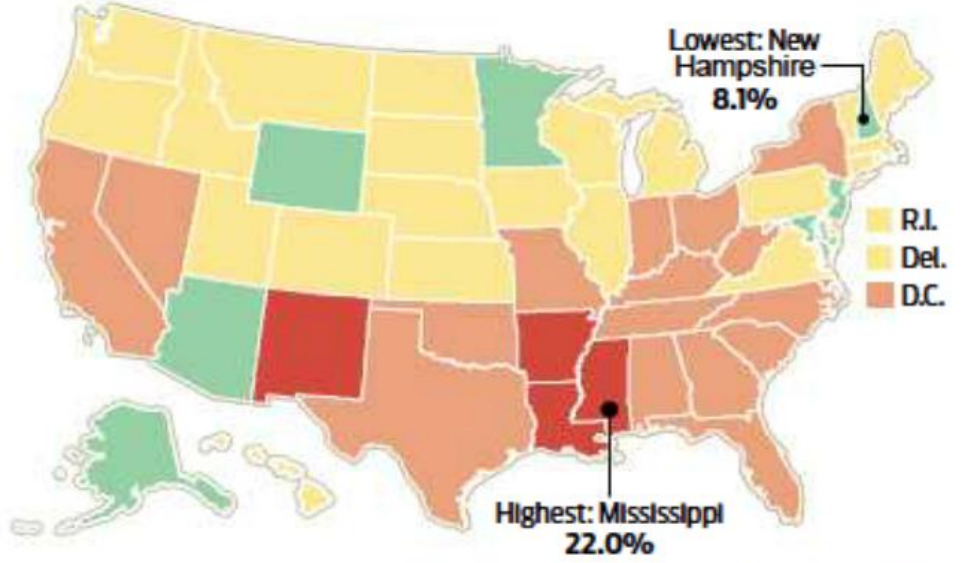 Lowest: New
Hampshire
8.1%
R.I.
Del.
D.C.
Highest: Mississippi
22.0%